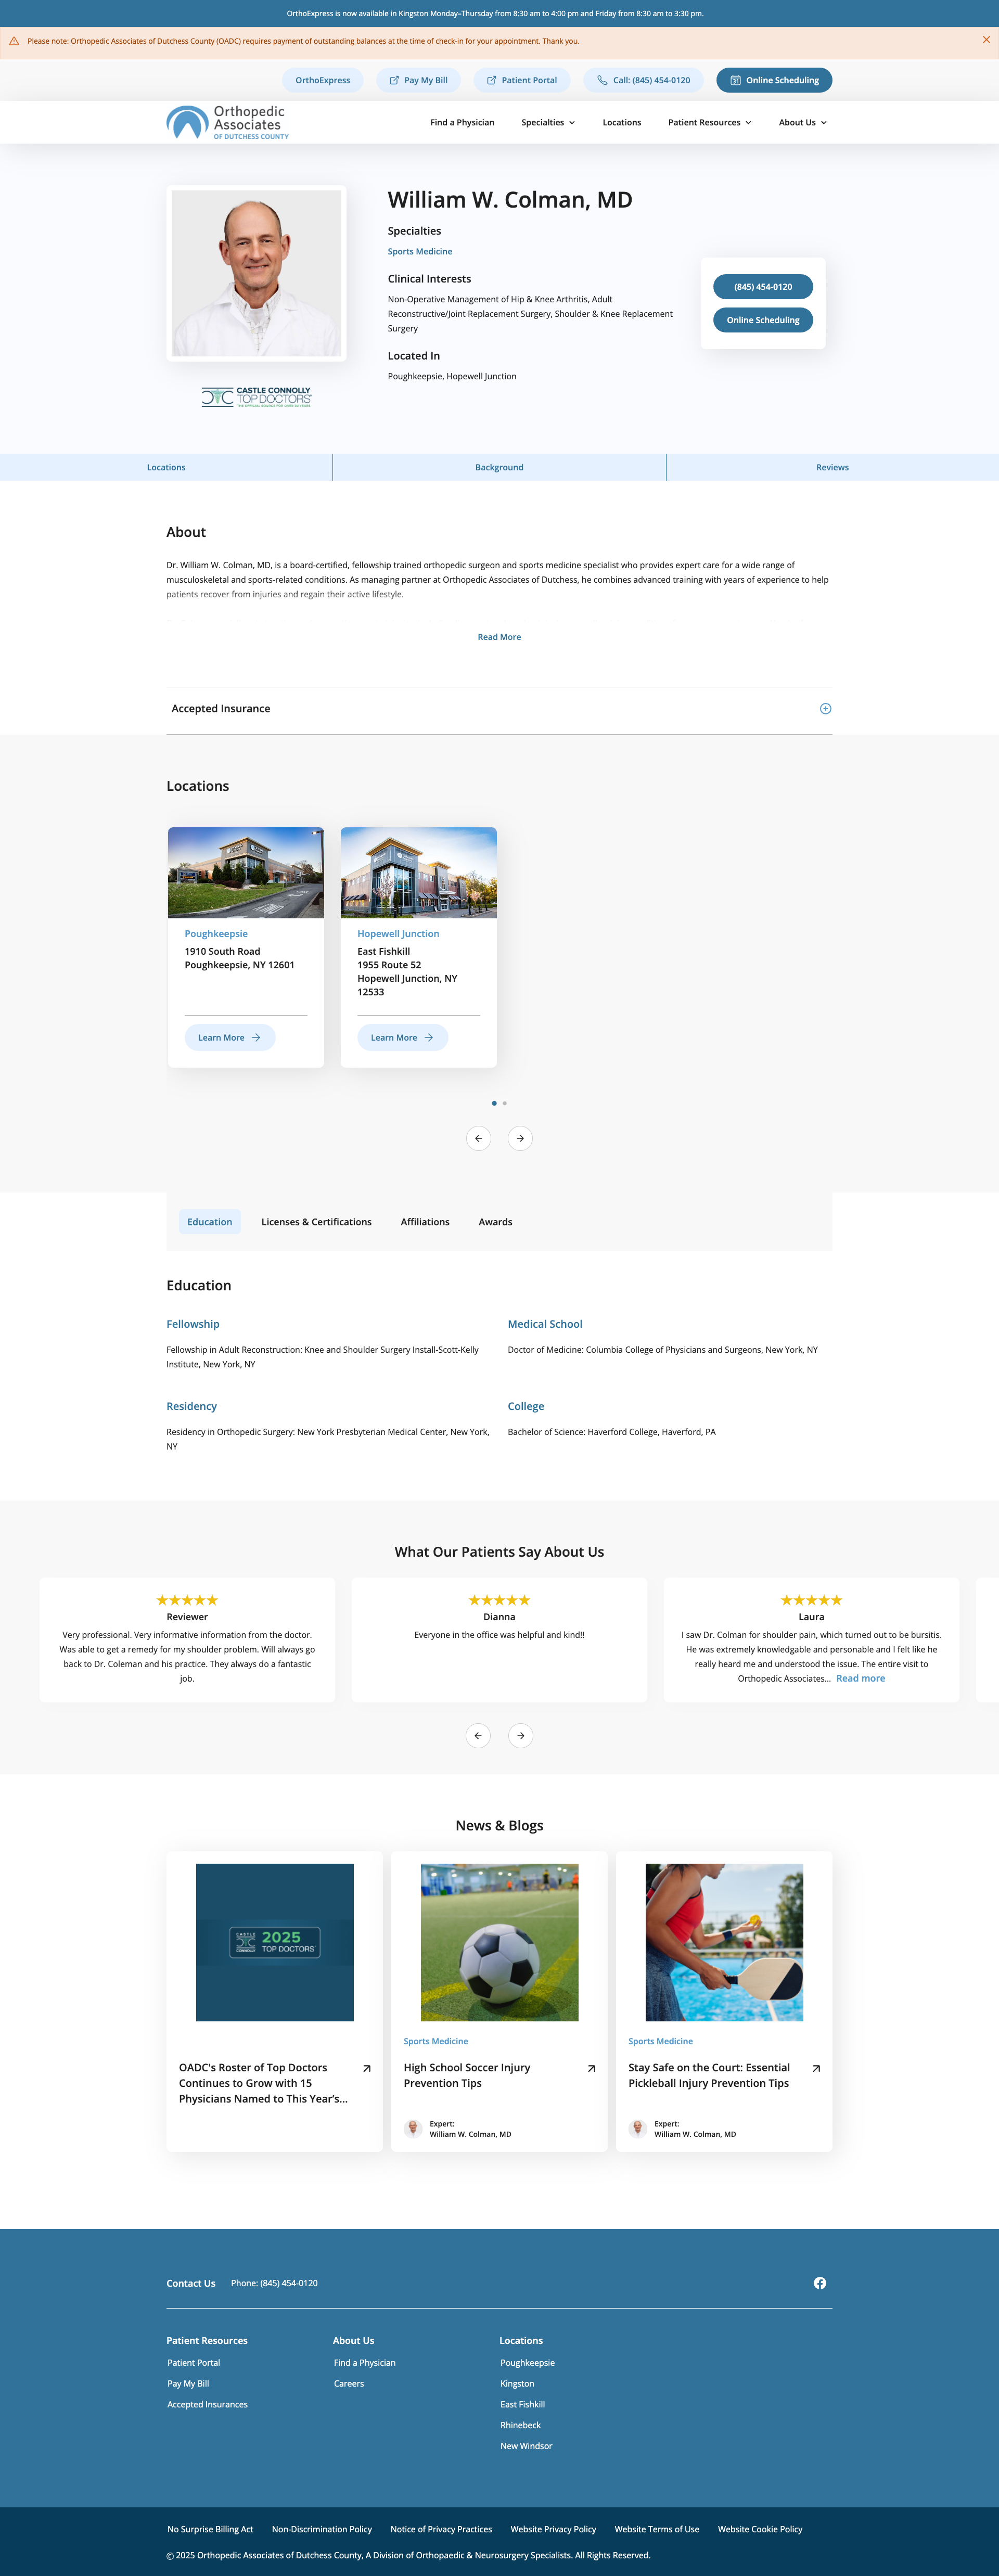 OrthoExpress is now available in Kingston Monday–Thursday from 8:30 am to 4:00 pm and Friday from 8:30 am to 3:30 pm.
Please note: Orthopedic Associates of Dutchess County (OADC) requires payment of outstanding balances at the time of check-in for your appointment. Thank you.
OrthoExpress
Pay My Bill
Patient Portal
Call: (845) 454-0120
Online Scheduling
Orthopedic
Associates
OF DUTCHESS COUNTY
Find a Physician
Specialties
Locations
Patient Resources
About Us
William W. Colman, MD
Specialties
Sports Medicine
Clinical Interests
Non-Operative Management of Hip & Knee Arthritis, Adult
Reconstructive/Joint Replacement Surgery, Shoulder & Knee Replacement
Surgery
Located In
Poughkeepsie, Hopewell Junction
(845) 454-0120
Online Scheduling
CASTLE CONNOLLY
TOP DOCTORS
Locations
Background
Reviews
About
Dr. William W. Colman, MD, is a board-certified, fellowship trained orthopedic surgeon and sports medicine specialist who provides expert care for a wide range of
musculoskeletal and sports-related conditions. As managing partner at Orthopedic Associates of Dutchess, he combines advanced training with years of experience to help
patients recover from injuries and regain their active lifestyle.
Read More
Accepted Insurance
Locations
Poughkeepsie
1910 South Road
Poughkeepsie, NY 12601
Learn More
Hopewell Junction
East Fishkill
1955 Route 52
Hopewell Junction, NY
12533
Learn More
Education
Licenses & Certifications
Affiliations
Awards
Education
Fellowship
Fellowship in Adult Reconstruction: Knee and Shoulder Surgery Install-Scott-Kelly
Institute, New York, NY
Medical School
Doctor of Medicine: Columbia College of Physicians and Surgeons, New York, NY
Residency
Residency in Orthopedic Surgery: New York Presbyterian Medical Center, New York,
NY
College
Bachelor of Science: Haverford College, Haverford, PA
What Our Patients Say About Us
Reviewer
Very professional. Very informative information from the doctor.
Was able to get a remedy for my shoulder problem. Will always go
back to Dr. Coleman and his practice. They always do a fantastic
job.
Dianna
Everyone in the office was helpful and kind!!
Laura
I saw Dr. Colman for shoulder pain, which turned out to be bursitis.
He was extremely knowledgable and personable and I felt like he
really heard me and understood the issue. The entire visit to
Orthopedic Associates... Read more
News & Blogs
CASTLE CONNOLLY
2025
TOP DOCTORS
OADC's Roster of Top Doctors
Continues to Grow with 15
Physicians Named to This Year's...
Sports Medicine
High School Soccer Injury
Prevention Tips
Expert:
William W. Colman, MD
Sports Medicine
Stay Safe on the Court: Essential
Pickleball Injury Prevention Tips
Expert:
William W. Colman, MD
Contact Us
Phone: (845) 454-0120
Patient Resources
Patient Portal
Pay My Bill
Accepted Insurances
About Us
Find a Physician
Careers
Locations
Poughkeepsie
Kingston
East Fishkill
Rhinebeck
New Windsor
No Surprise Billing Act
Non-Discrimination Policy
Notice of Privacy Practices
Website Privacy Policy
Website Terms of Use
Website Cookie Policy
© 2025 Orthopedic Associates of Dutchess County, A Division of Orthopaedic & Neurosurgery Specialists. All Rights Reserved.